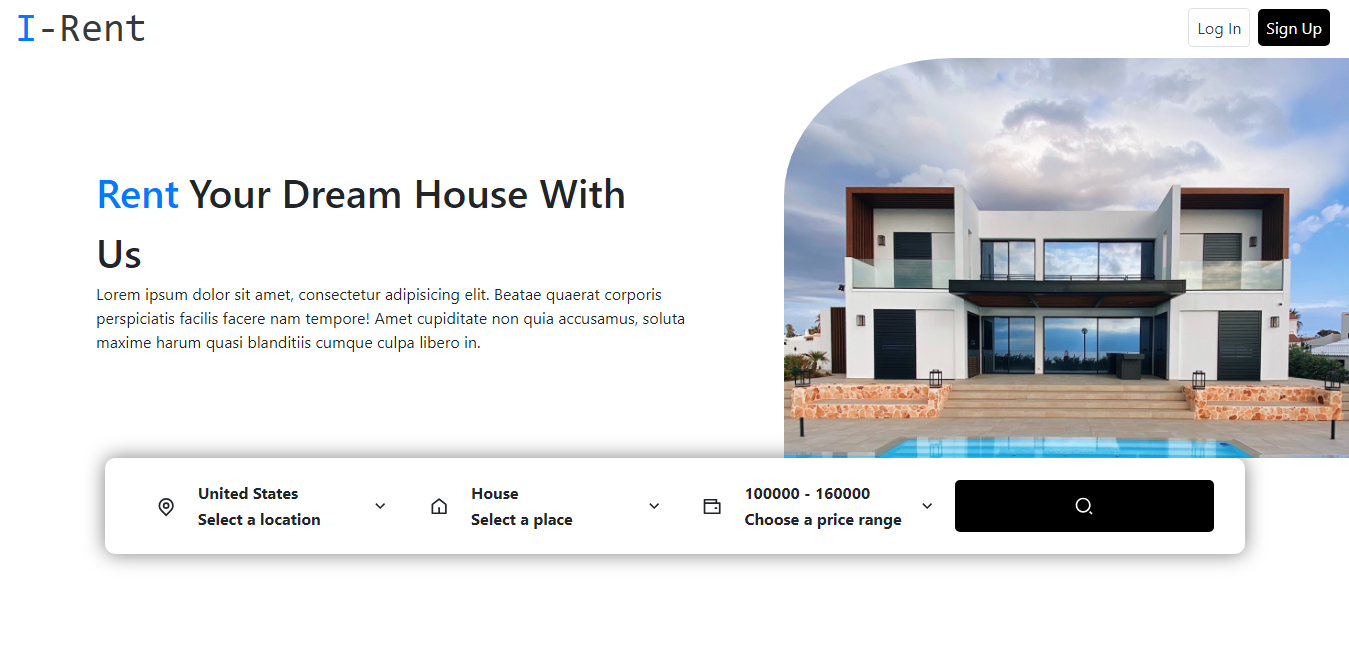 I-Rent
Log In
Sign Up
Rent Your Dream House With
Us
Lorem ipsum dolor sit amet, consectetur adipisicing elit. Beatae quaerat corporis
perspiciatis facilis facere nam tempore! Amet cupiditate non quia accusamus, soluta
maxime harum quasi blanditiis cumque culpa libero in.
United States
Select a location
House
Select a place
100000 - 160000
Choose a price range